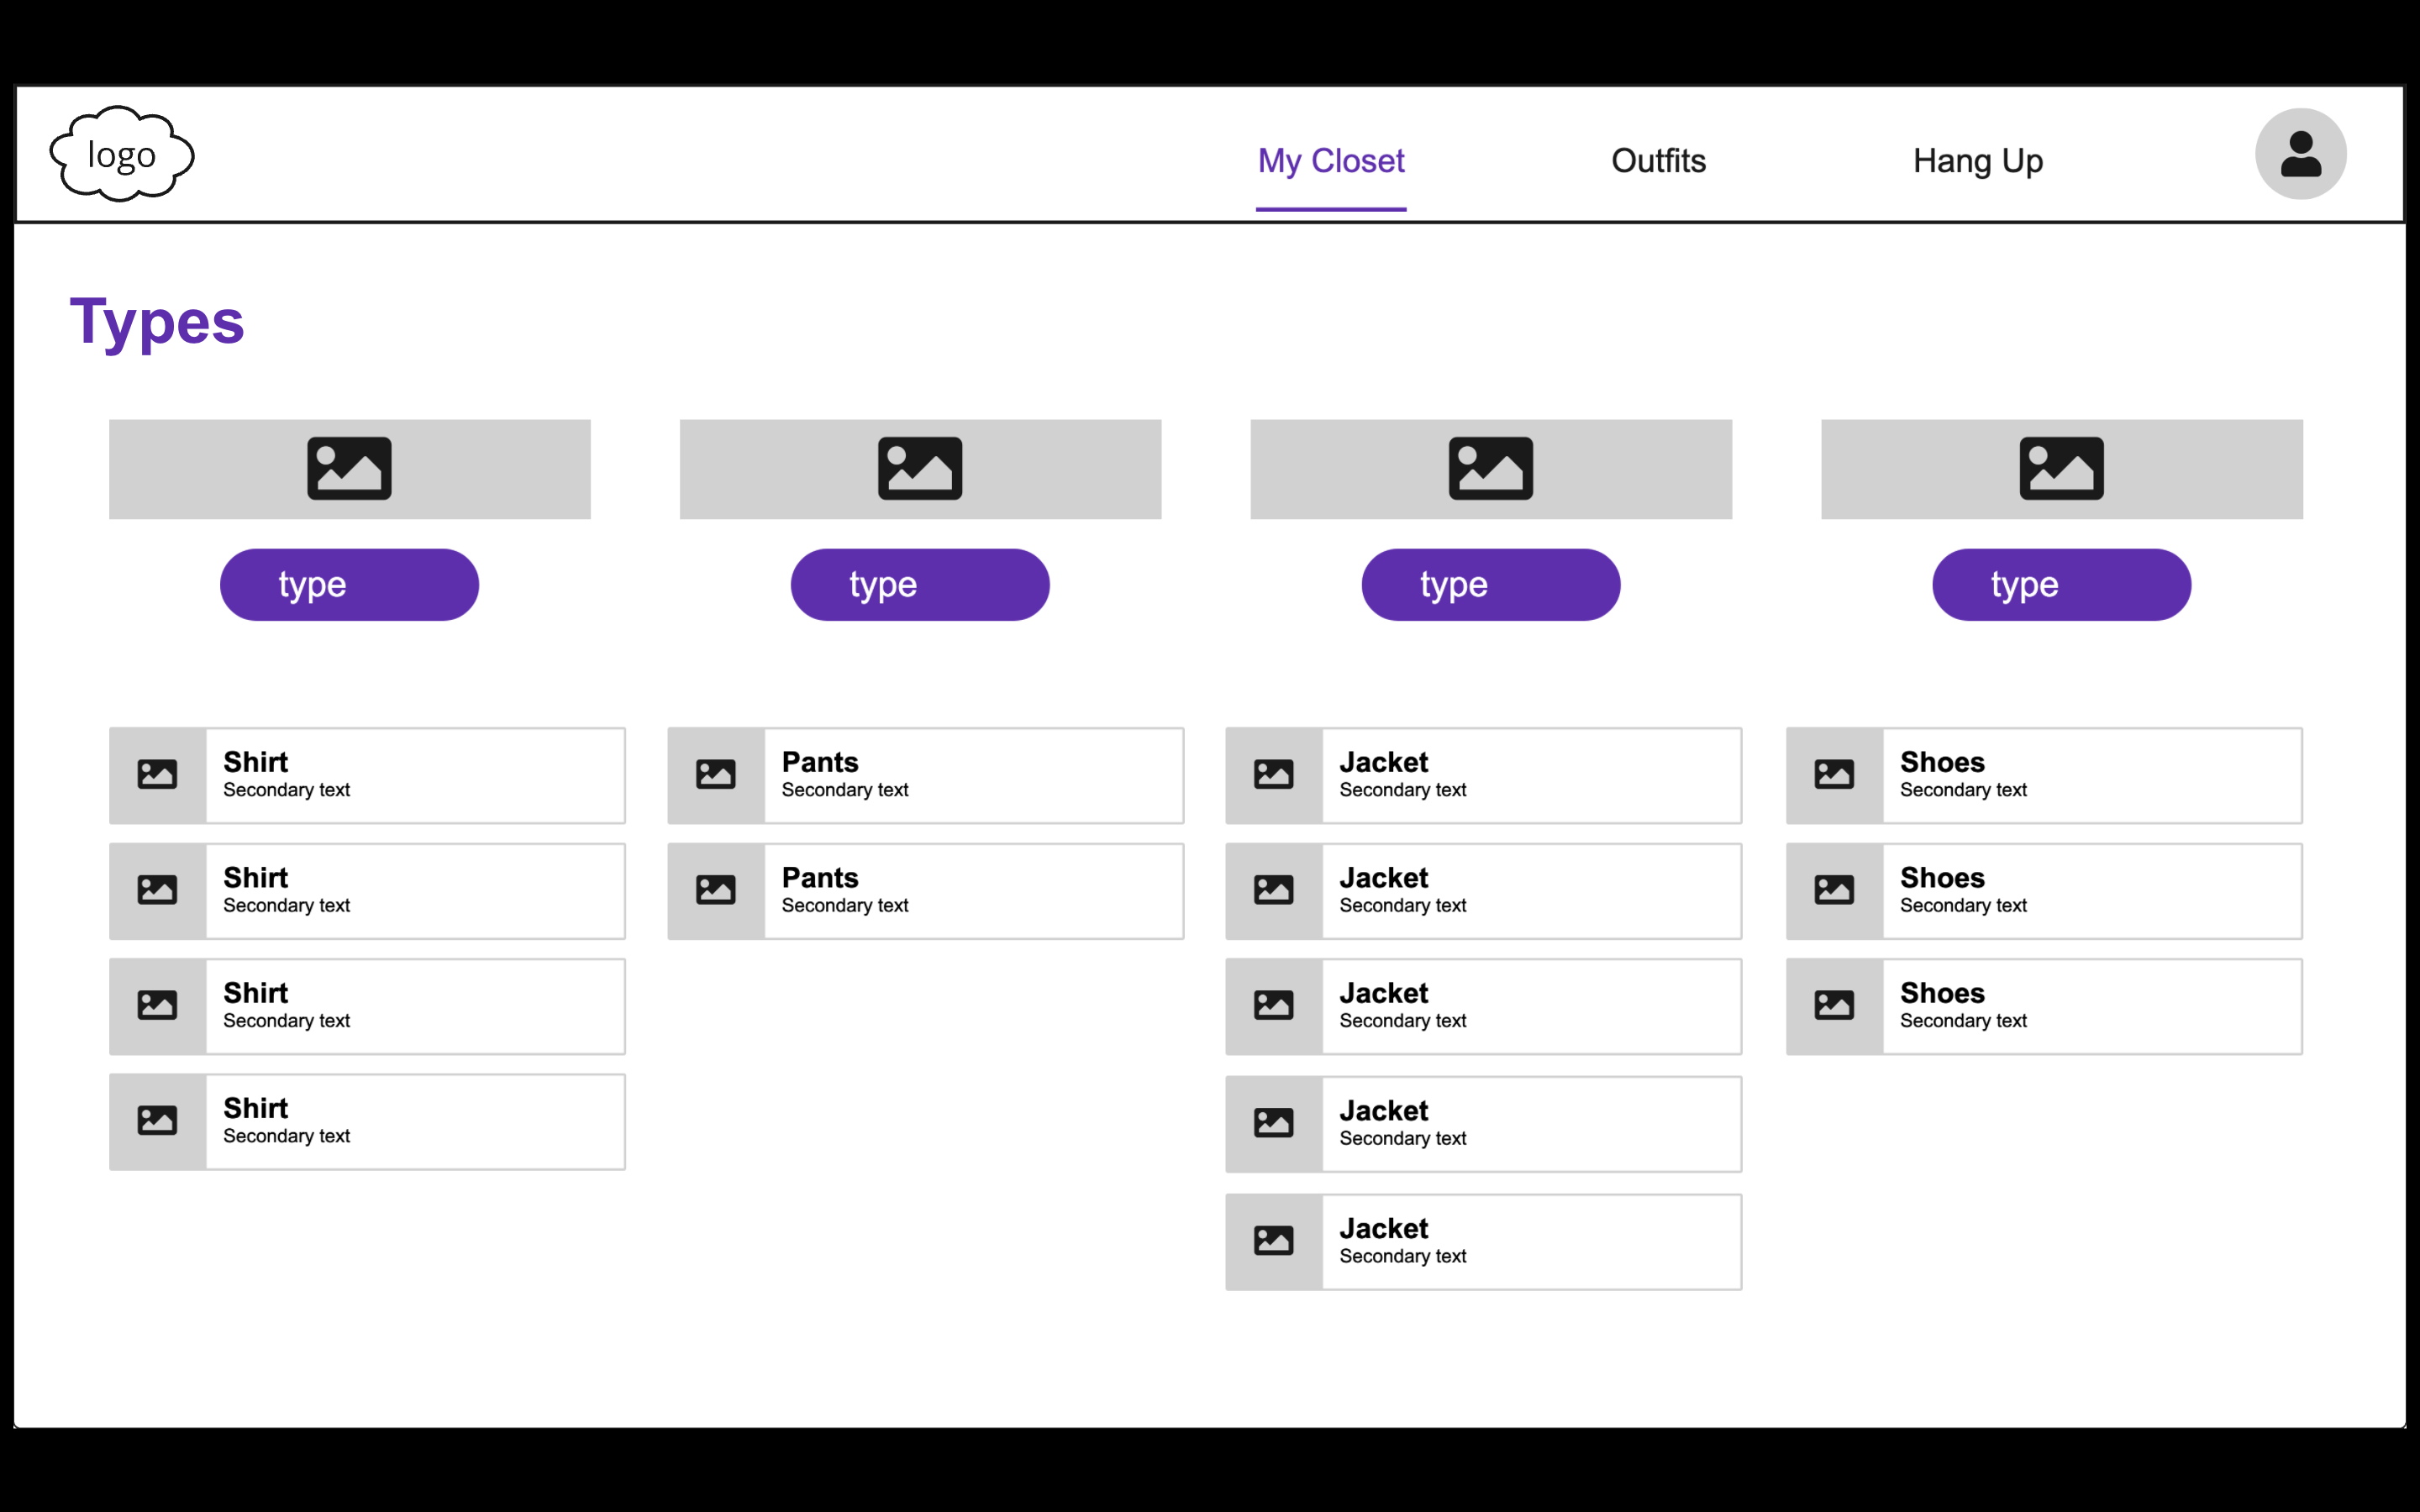 logo
My Closet
Outfits
Hang Up
Types
type
type
type
type
Shirt
Secondary text
Pants
Secondary text
Jacket
Secondary text
Shoes
Secondary text
Shirt
Secondary text
Pants
Secondary text
Jacket
Secondary text
Shoes
Secondary text
Shirt
Secondary text
Jacket
Secondary text
Shoes
Secondary text
Shirt
Secondary text
Jacket
Secondary text
Jacket
Secondary text